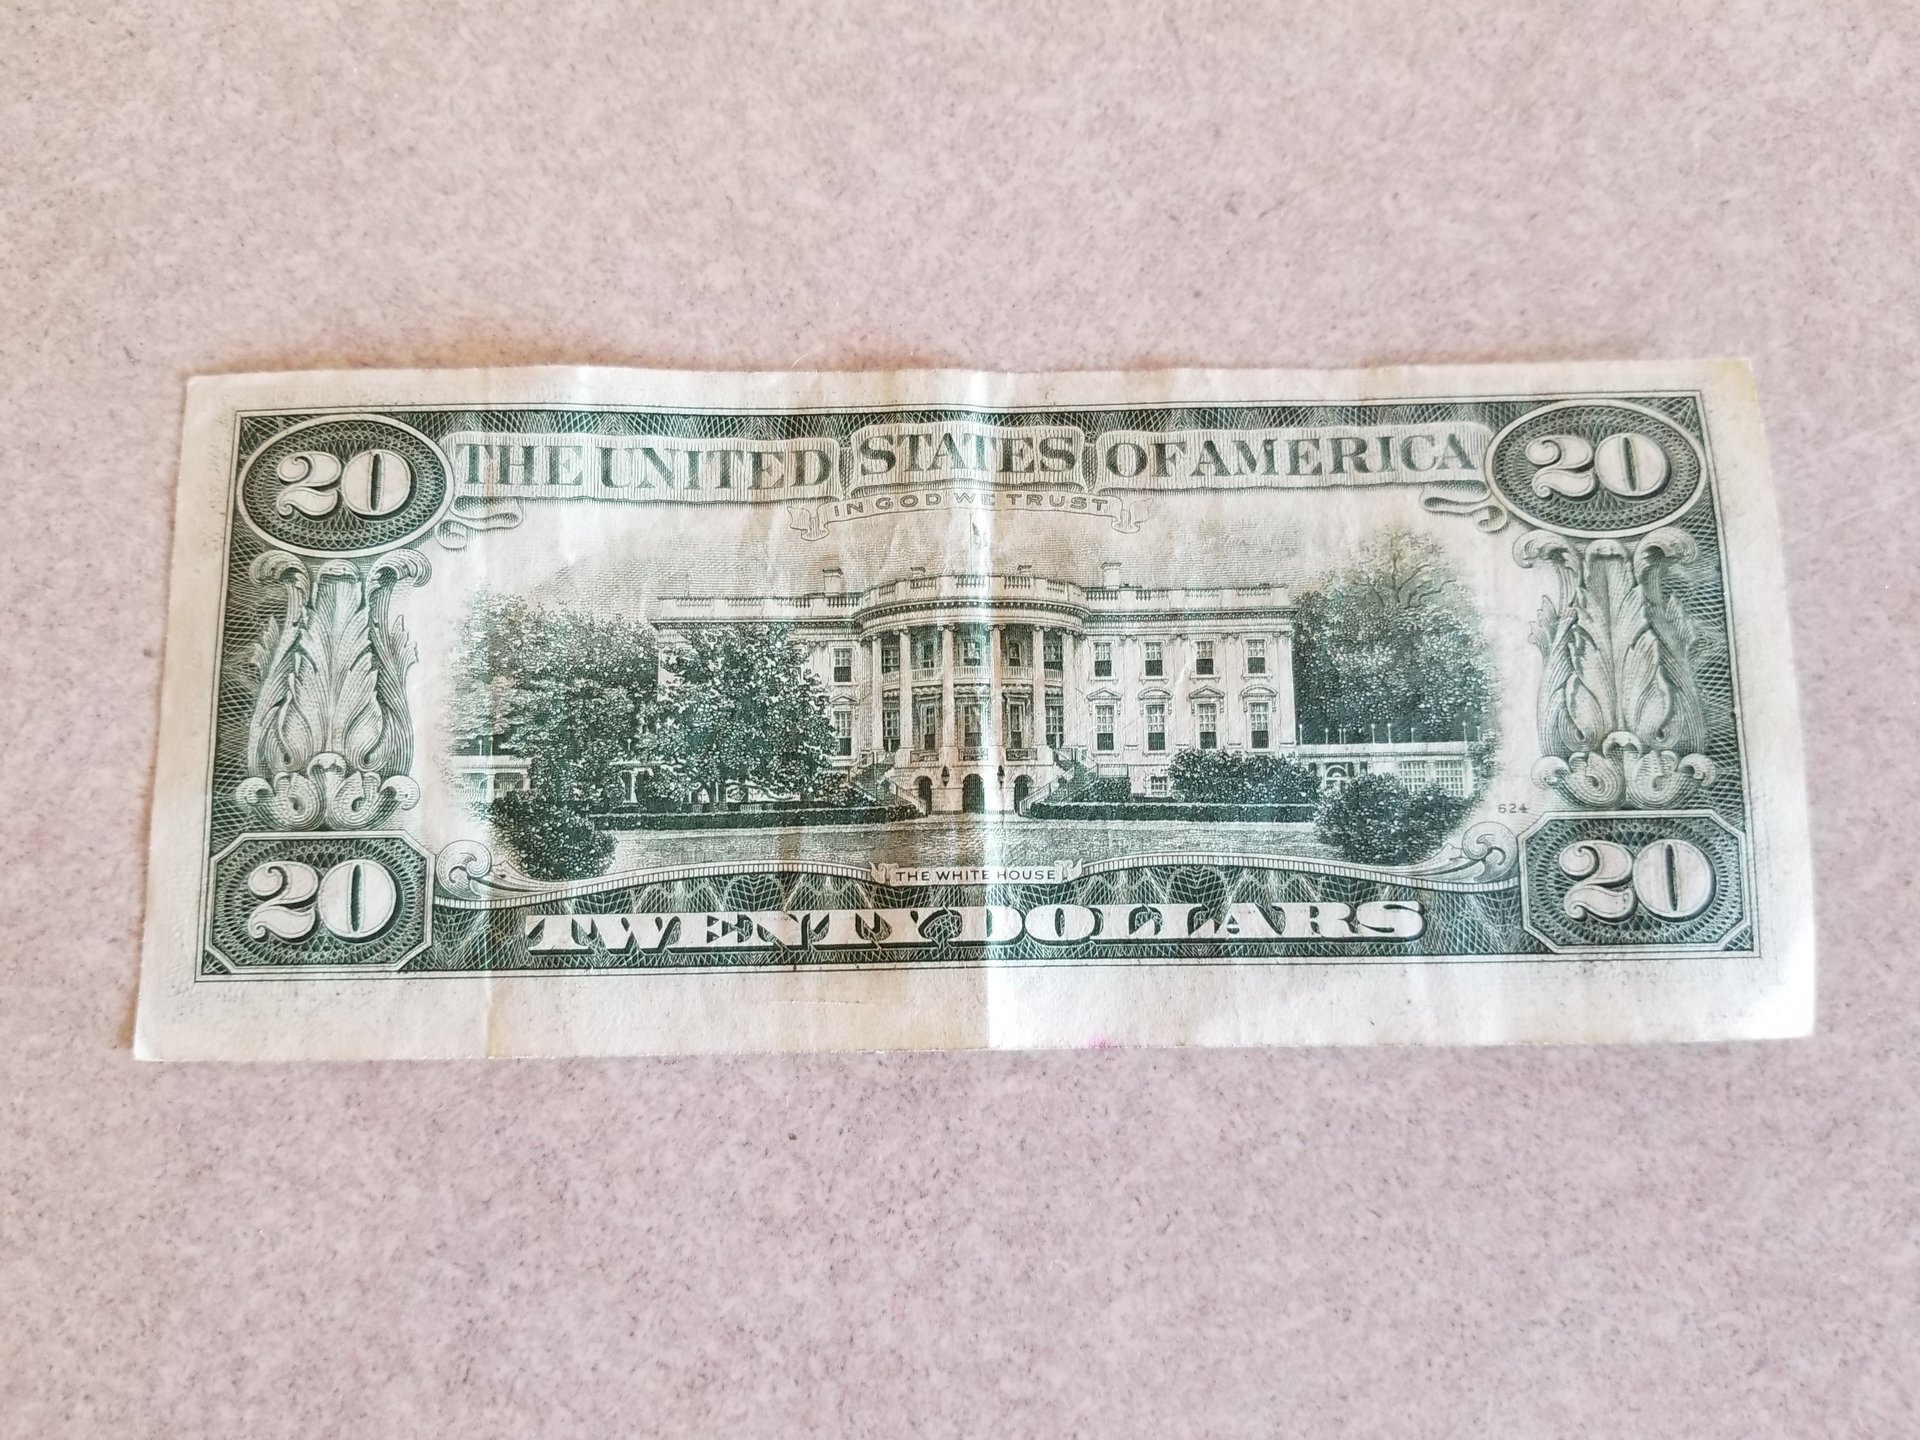 20 THE UNITED STATES OF AMERICA 20
IN GOD WE TRUST
624
THE WHITE HOUSE
20 TWENTY DOLLARS 20